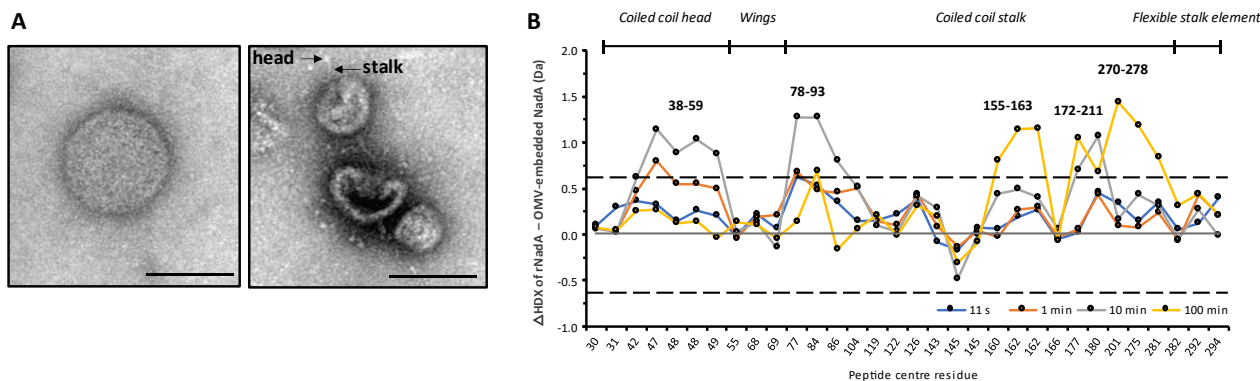 A
head
stalk
B
Coiled coil head Wings Coiled coil stalk Flexible stalk element
2.0
1.5
1.0
0.5
0.0
-0.5
-1.0
ΔHDX of rNadA – OMV-embedded NadA (Da)
38-59
78-93
155-163
172-211
270-278
11 s 1 min 10 min 100 min
30 31 42 47 48 48 49 55 68 69 77 84 86 104 119 122 126 143 145 145 160 162 162 166 177 180 201 275 281 282 292 294
Peptide centre residue